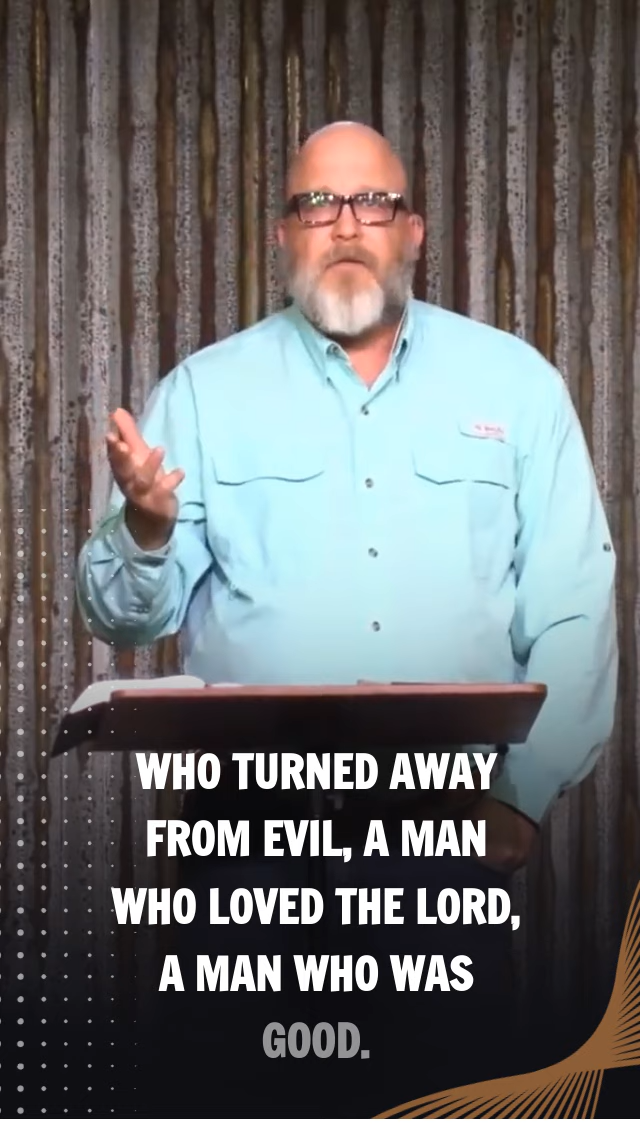 WHO TURNED AWAY
FROM EVIL, A MAN
WHO LOVED THE LORD,
A MAN WHO WAS
GOOD.